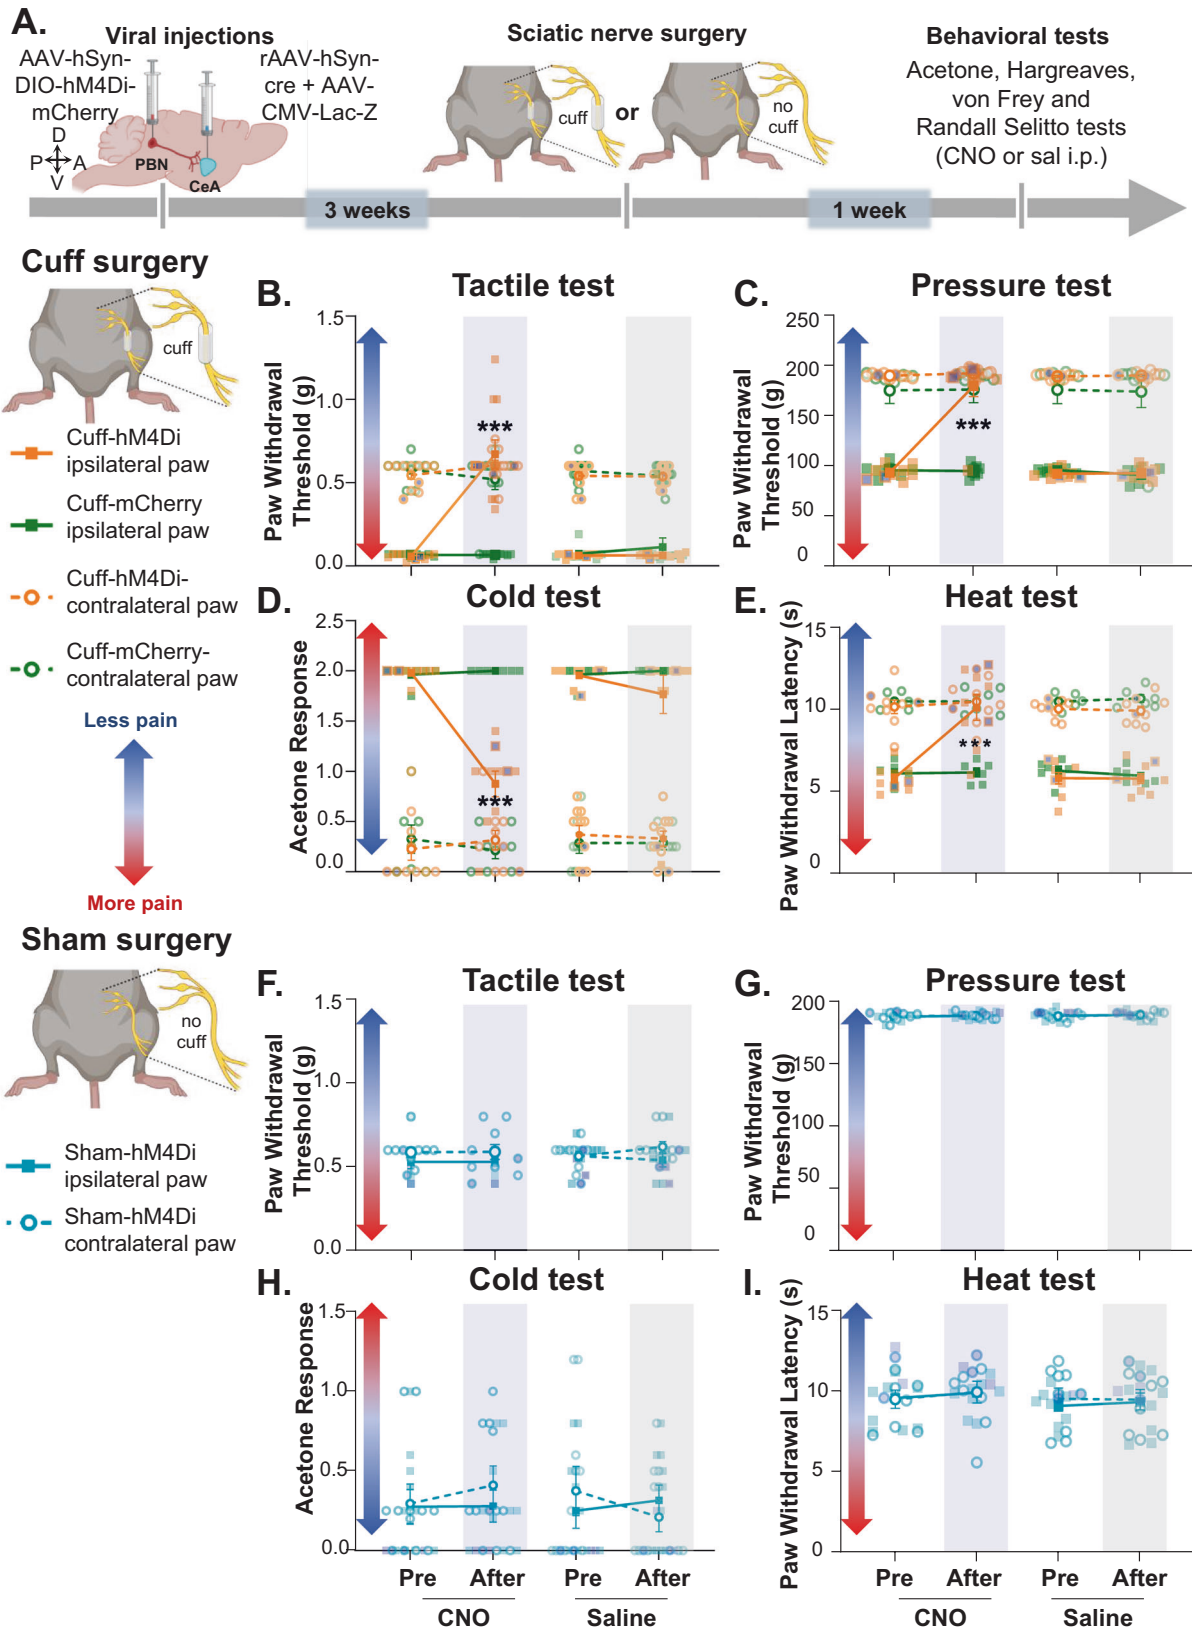 A.
Viral injections
AAV-hSyn-
DIO-hM4Di-
mCherry
rAAV-hSyn-
cre + AAV-
CMV-Lac-Z
D
P A
V
PBN
CeA
Sciatic nerve surgery
cuff
or
no
cuff
Behavioral tests
Acetone, Hargreaves,
von Frey and
Randall Selitto tests
(CNO or sal i.p.)
3 weeks
1 week
Cuff surgery
cuff
Cuff-hM4Di
ipsilateral paw
Cuff-mCherry
ipsilateral paw
Cuff-hM4Di-
contralateral paw
Cuff-mCherry-
contralateral paw
Less pain
More pain
B.
Tactile test
Paw Withdrawal
Threshold (g)
1.5
1.0
0.5
0.0
***
C.
Pressure test
Paw Withdrawal
Threshold (g)
250
200
150
100
50
0
***
D.
Cold test
Acetone Response
2.5
2.0
1.5
1.0
0.5
0.0
***
E.
Heat test
Paw Withdrawal Latency (s)
15
10
5
0
***
Sham surgery
no
cuff
Sham-hM4Di
ipsilateral paw
Sham-hM4Di
contralateral paw
F.
Tactile test
Paw Withdrawal
Threshold (g)
1.5
1.0
0.5
0.0
G.
Pressure test
Paw Withdrawal
Threshold (g)
200
150
100
50
0
H.
Cold test
Acetone Response
1.5
1.0
0.5
0.0
Pre After Pre After
CNO Saline
I.
Heat test
Paw Withdrawal Latency (s)
15
10
5
0
Pre After Pre After
CNO Saline